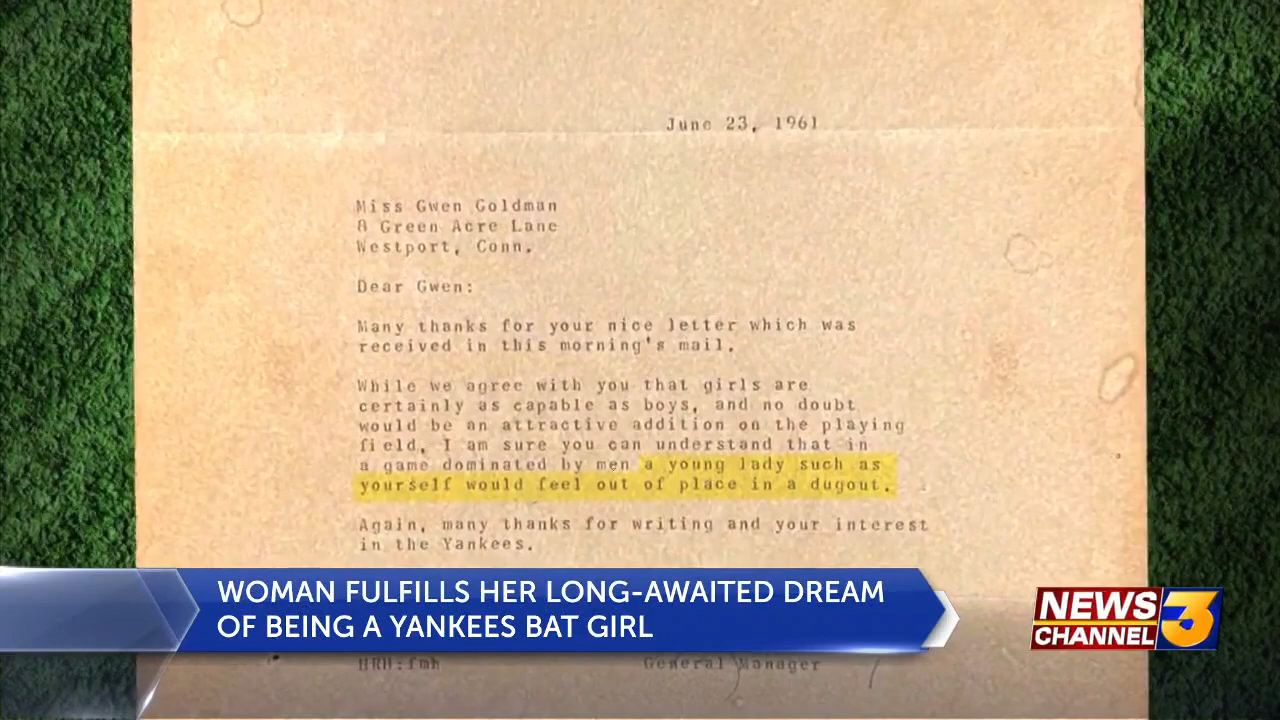 June 23, 1961
Miss Gwen Goldman
8 Green Acre Lane
Westport, Conn.
Dear Gwen:
Many thanks for your nice letter which was
received in this morning's mail.
While we agree with you that girls are
certainly as capable as boys, and no doubt
would be an attractive addition on the playing
field, I am sure you can understand that in
a game dominated by men a young lady such as
yourself would feel out of place in a dugout.
Again, many thanks for writing and your interest
in the Yankees.
WOMAN FULFILLS HER LONG-AWAITED DREAM
OF BEING A YANKEES BAT GIRL
NEWS
CHANNEL 3
HRH:fmh General Manager